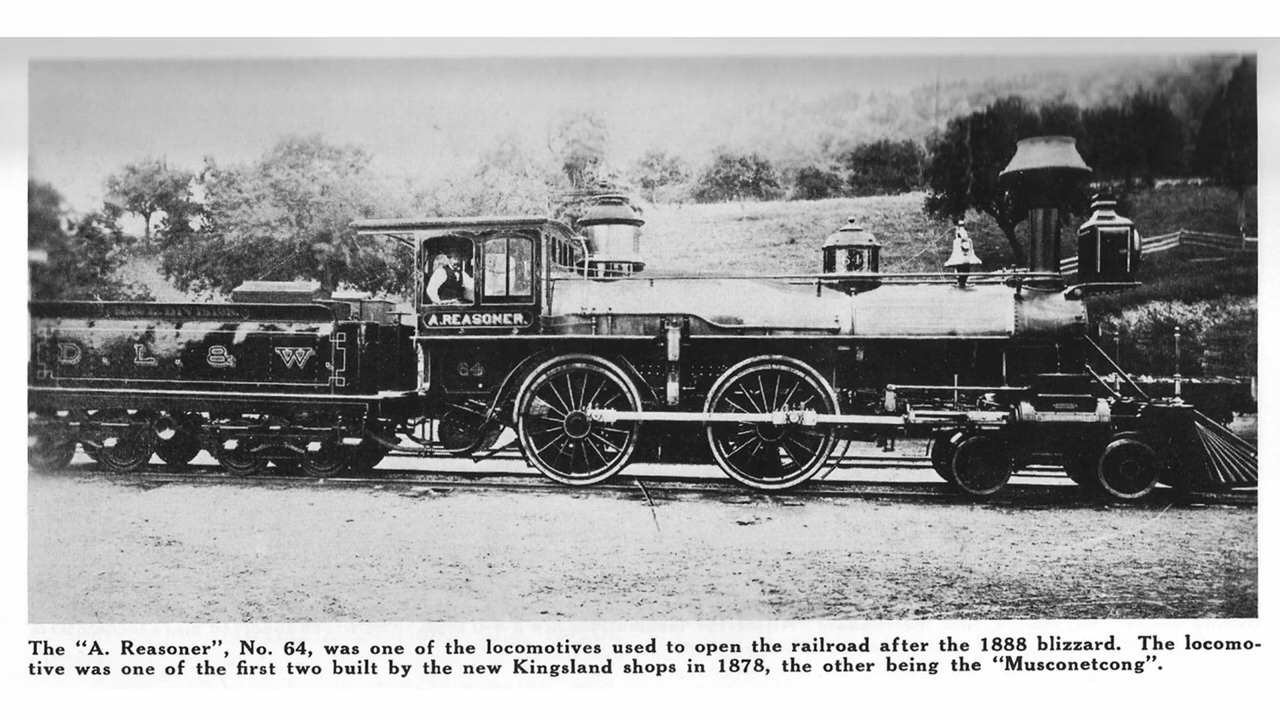 D. L. & W.
A. REASONER.
64
The "A. Reasoner", No. 64, was one of the locomotives used to open the railroad after the 1888 blizzard. The locomo-
tive was one of the first two built by the new Kingsland shops in 1878, the other being the "Musconetcong".